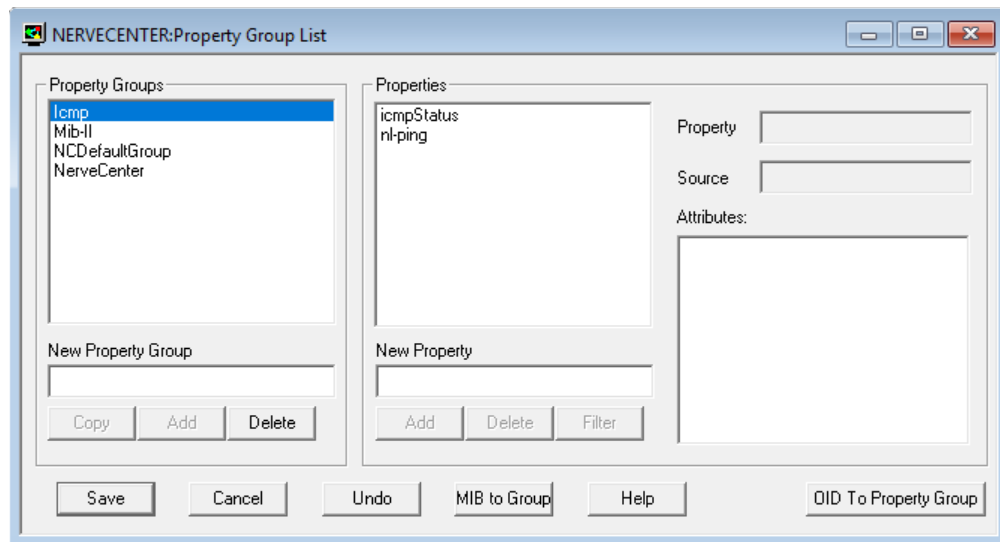 NERVECENTER:Property Group List
Property Groups
Icmp
Mib-II
NCDefaultGroup
NerveCenter
New Property Group
Copy Add Delete
Properties
icmpStatus
nl-ping
New Property
Add Delete Filter
Property
Source
Attributes:
Save Cancel Undo MIB to Group Help OID To Property Group